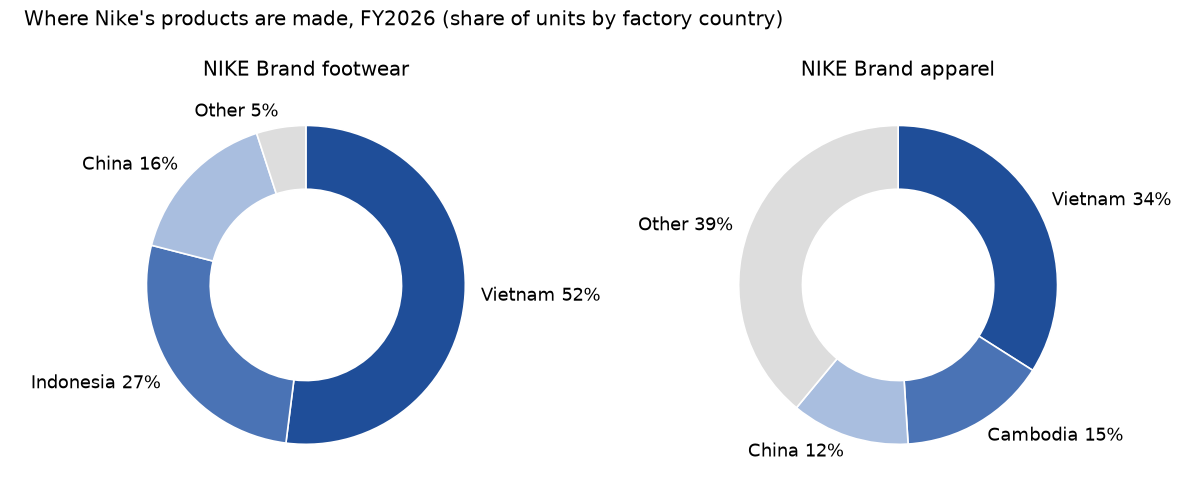 Where Nike's products are made, FY2026 (share of units by factory country)
NIKE Brand footwear
Other 5%
China 16%
Vietnam 52%
Indonesia 27%
NIKE Brand apparel
Vietnam 34%
Other 39%
Cambodia 15%
China 12%